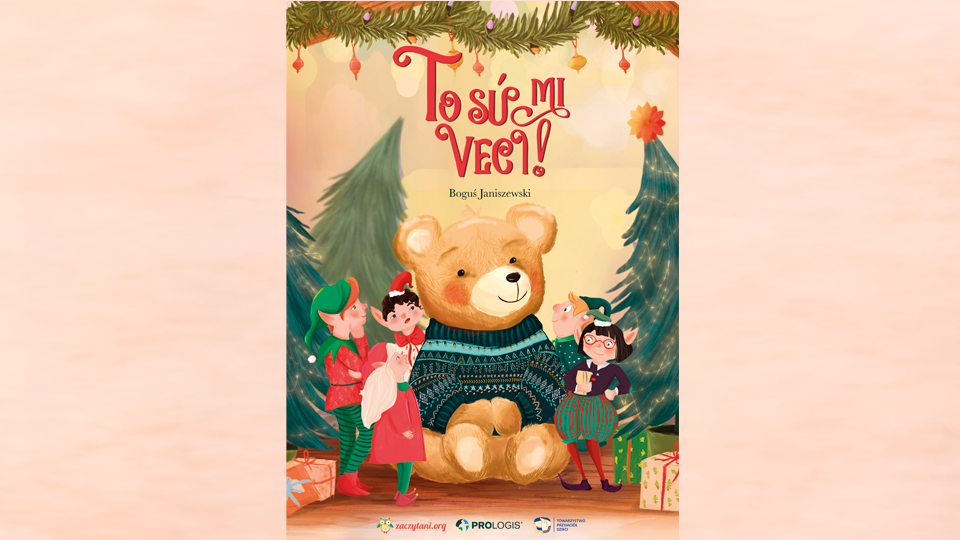 To sú mi
veci!
Boguś Janiszewski
zaczytani.org PROLOGIS® TOWARZYSTWO
PRZYJACIÓŁ
DZIECI